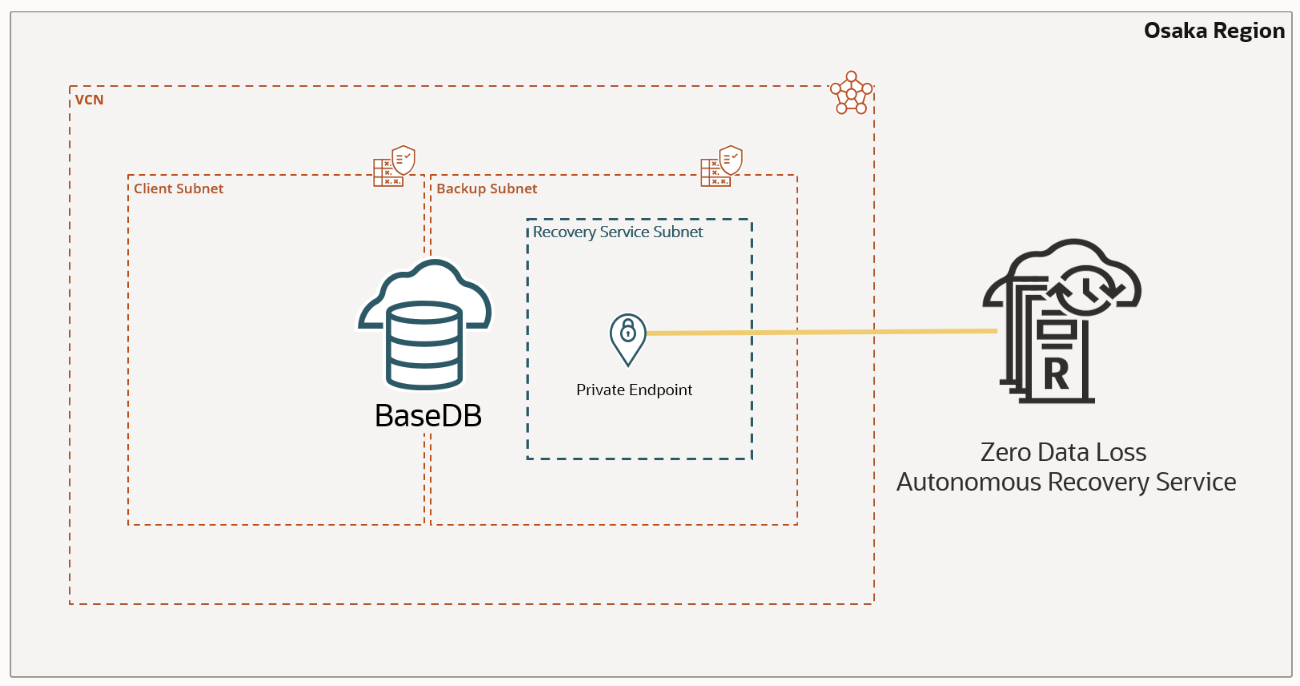 Osaka Region
VCN
Client Subnet
Backup Subnet
Recovery Service Subnet
Private Endpoint
BaseDB
R
Zero Data Loss
Autonomous Recovery Service